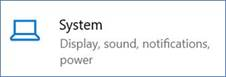 System
Display, sound, notifications,
power